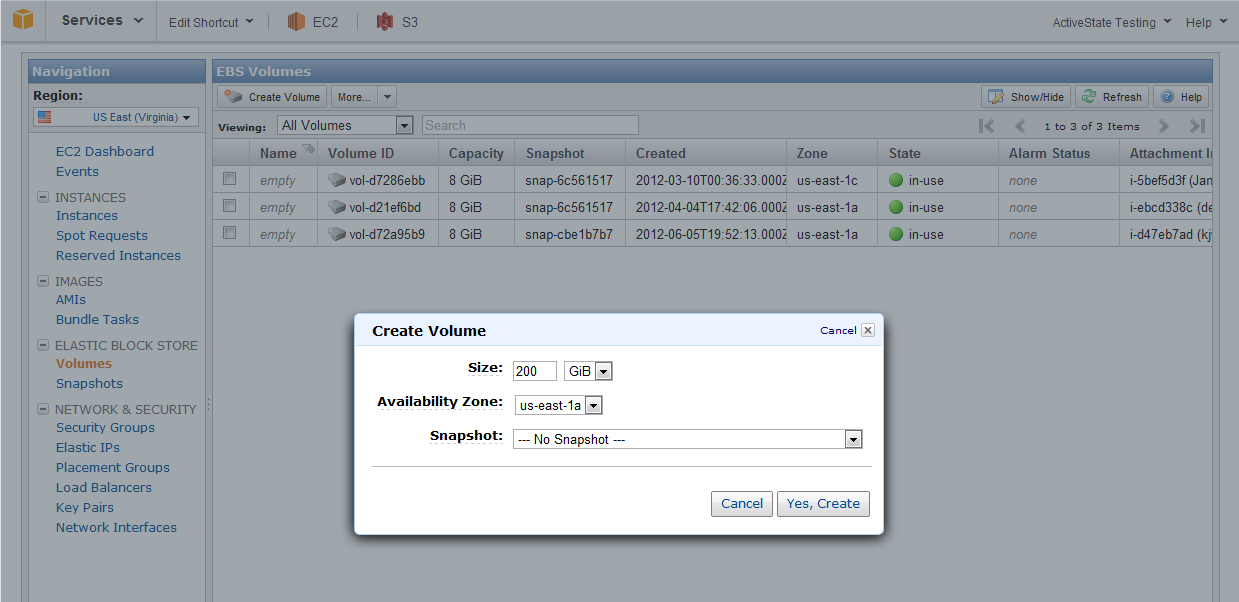 Services Edit Shortcut EC2 S3 ActiveState Testing Help
Navigation
Region:
US East (Virginia)
EC2 Dashboard
Events
INSTANCES
Instances
Spot Requests
Reserved Instances
IMAGES
AMIs
Bundle Tasks
ELASTIC BLOCK STORE
Volumes
Snapshots
NETWORK & SECURITY
Security Groups
Elastic IPs
Placement Groups
Load Balancers
Key Pairs
Network Interfaces
EBS Volumes
Create Volume More... Show/Hide Refresh Help
Viewing: All Volumes Search 1 to 3 of 3 Items
Name Volume ID Capacity Snapshot Created Zone State Alarm Status Attachment In
empty vol-d7286ebb 8 GiB snap-6c561517 2012-03-10T00:36:33.000Z us-east-1c in-use none i-5bef5d3f (Jan
empty vol-d21ef6bd 8 GiB snap-6c561517 2012-04-04T17:42:06.000Z us-east-1a in-use none i-ebcd338c (de
empty vol-d72a95b9 8 GiB snap-cbe1b7b7 2012-06-05T19:52:13.000Z us-east-1a in-use none i-d47eb7ad (kj
Create Volume Cancel
Size: 200 GiB
Availability Zone: us-east-1a
Snapshot: --- No Snapshot ---
Cancel Yes, Create